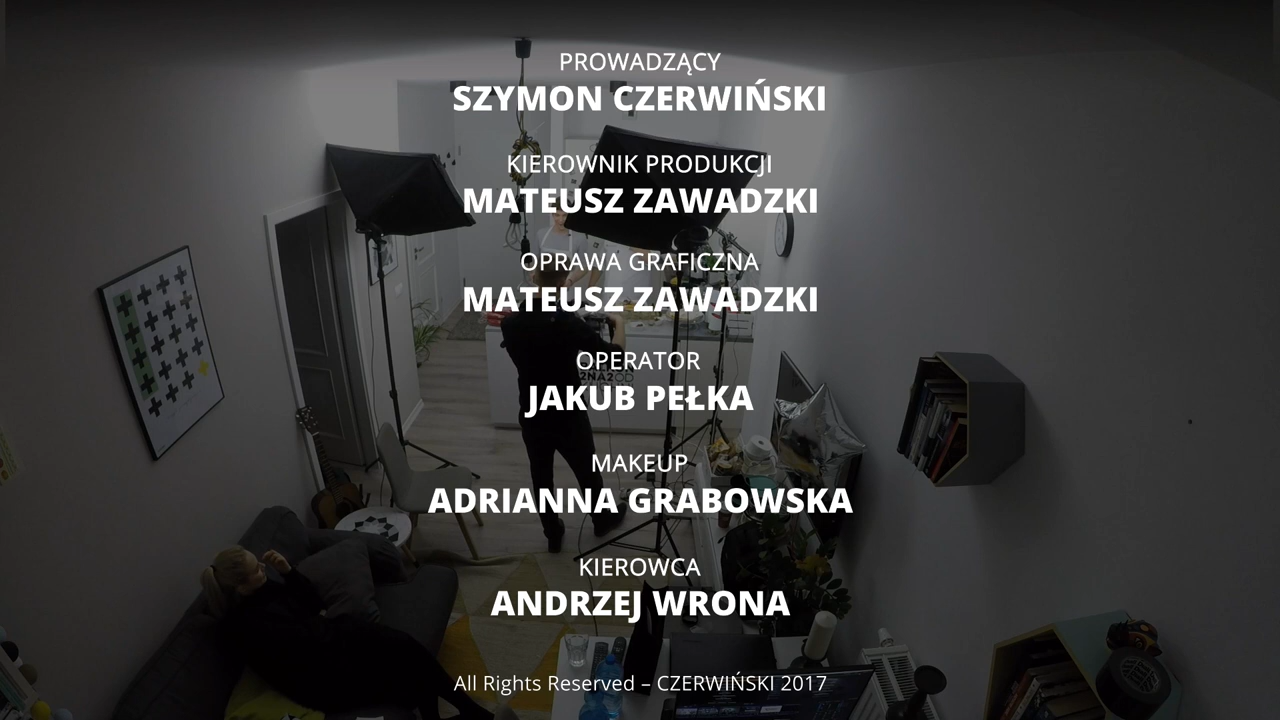 PROWADZĄCY
SZYMON CZERWIŃSKI
KIEROWNIK PRODUKCJI
MATEUSZ ZAWADZKI
OPRAWA GRAFICZNA
MATEUSZ ZAWADZKI
OPERATOR
JAKUB PEŁKA
MAKEUP
ADRIANNA GRABOWSKA
KIEROWCA
ANDRZEJ WRONA
All Rights Reserved – CZERWIŃSKI 2017